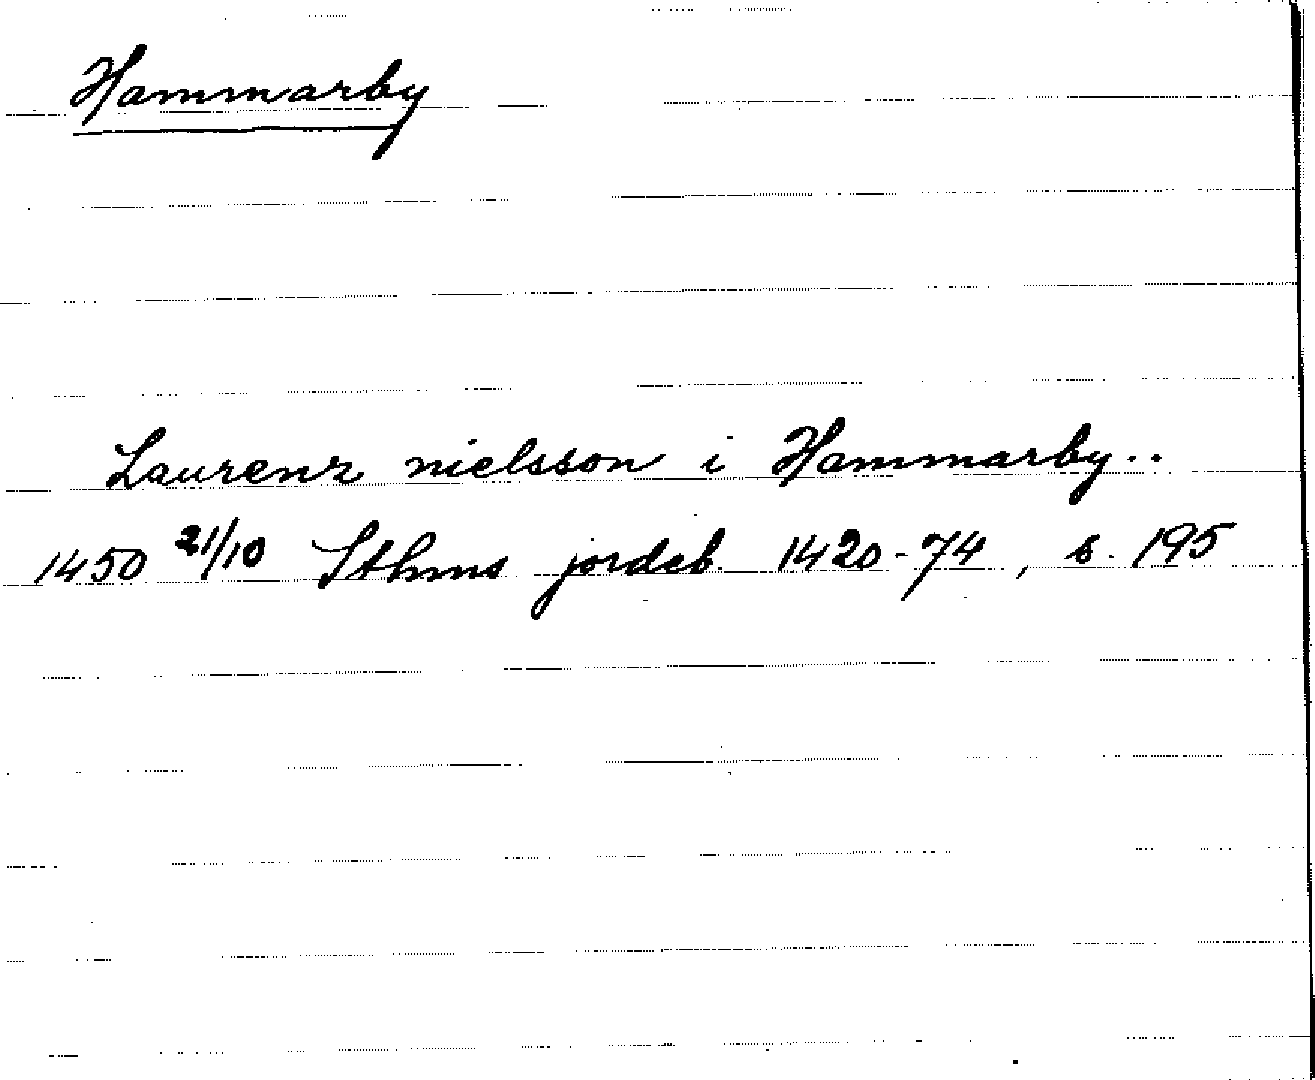 Hammarby
Laurenz nielsson i Hammarby..
1450 21/10 Sthms jordeb. 1420-74, s. 195